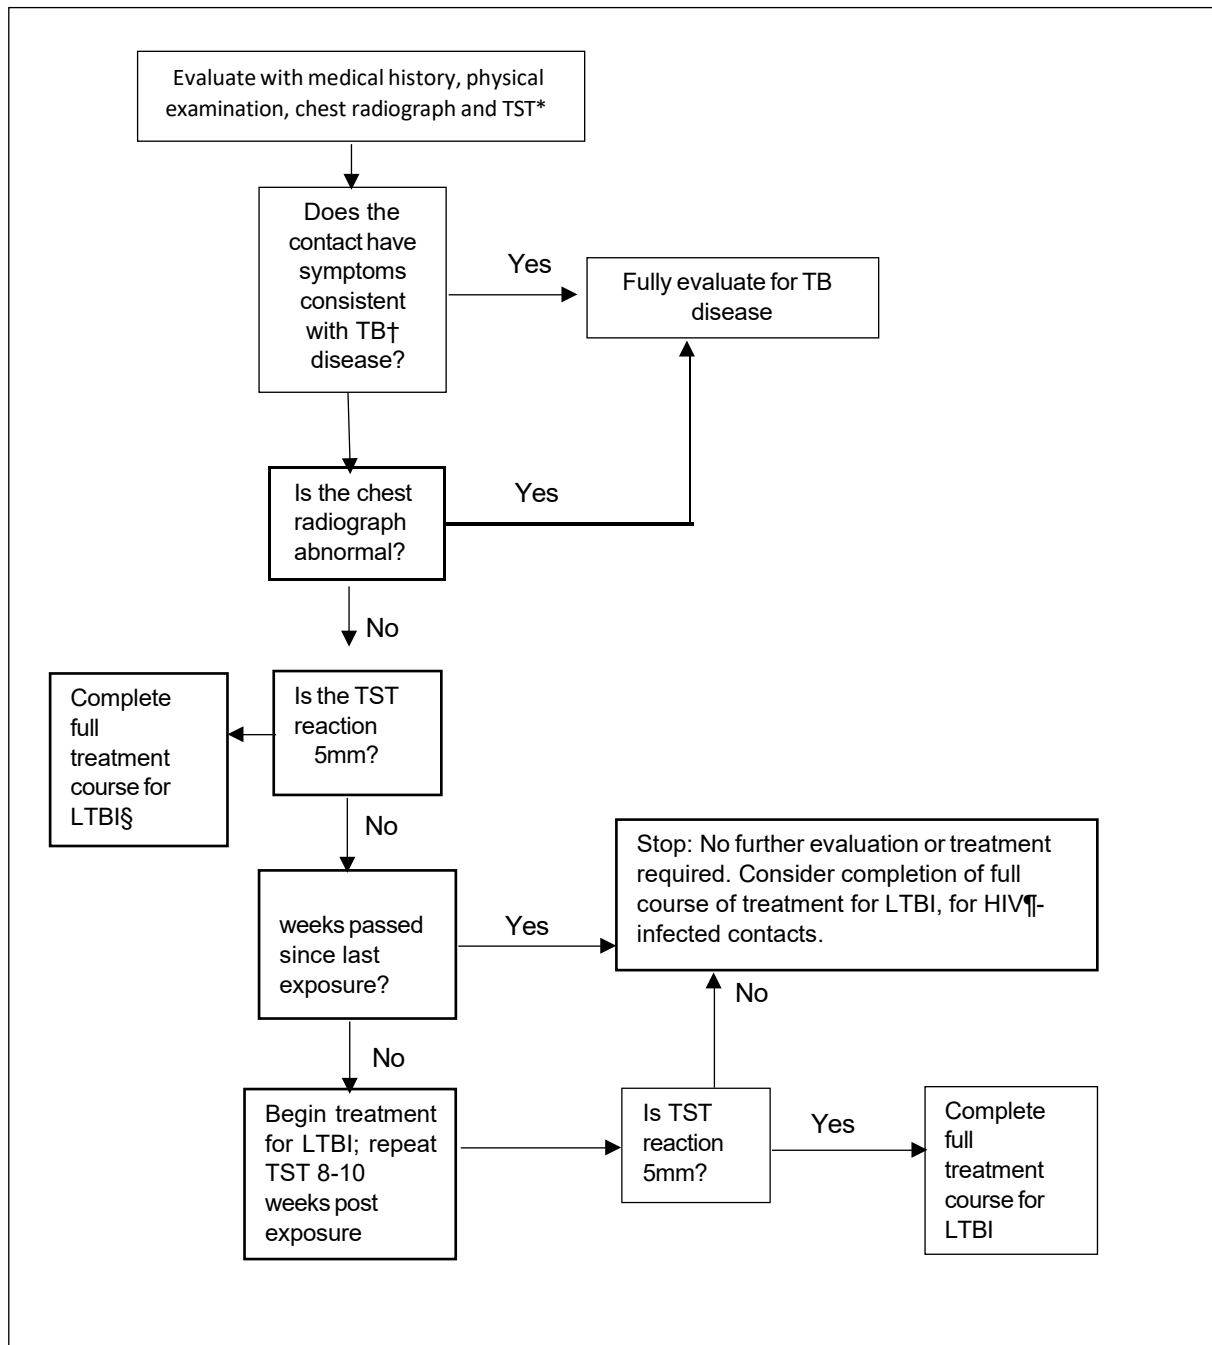 Evaluate with medical history, physical
examination, chest radiograph and TST*
Does the
contact have
symptoms
consistent
with TB†
disease?
Yes
Fully evaluate for TB
disease
Is the chest
radiograph
abnormal?
Yes
No
Complete
full
treatment
course for
LTBI§
Is the TST
reaction
5mm?
No
weeks passed
since last
exposure?
Yes
Stop: No further evaluation or treatment
required. Consider completion of full
course of treatment for LTBI, for HIV¶-
infected contacts.
No
No
Begin treatment
for LTBI; repeat
TST 8-10
weeks post
exposure
Is TST
reaction
5mm?
Yes
Complete
full
treatment
course for
LTBI